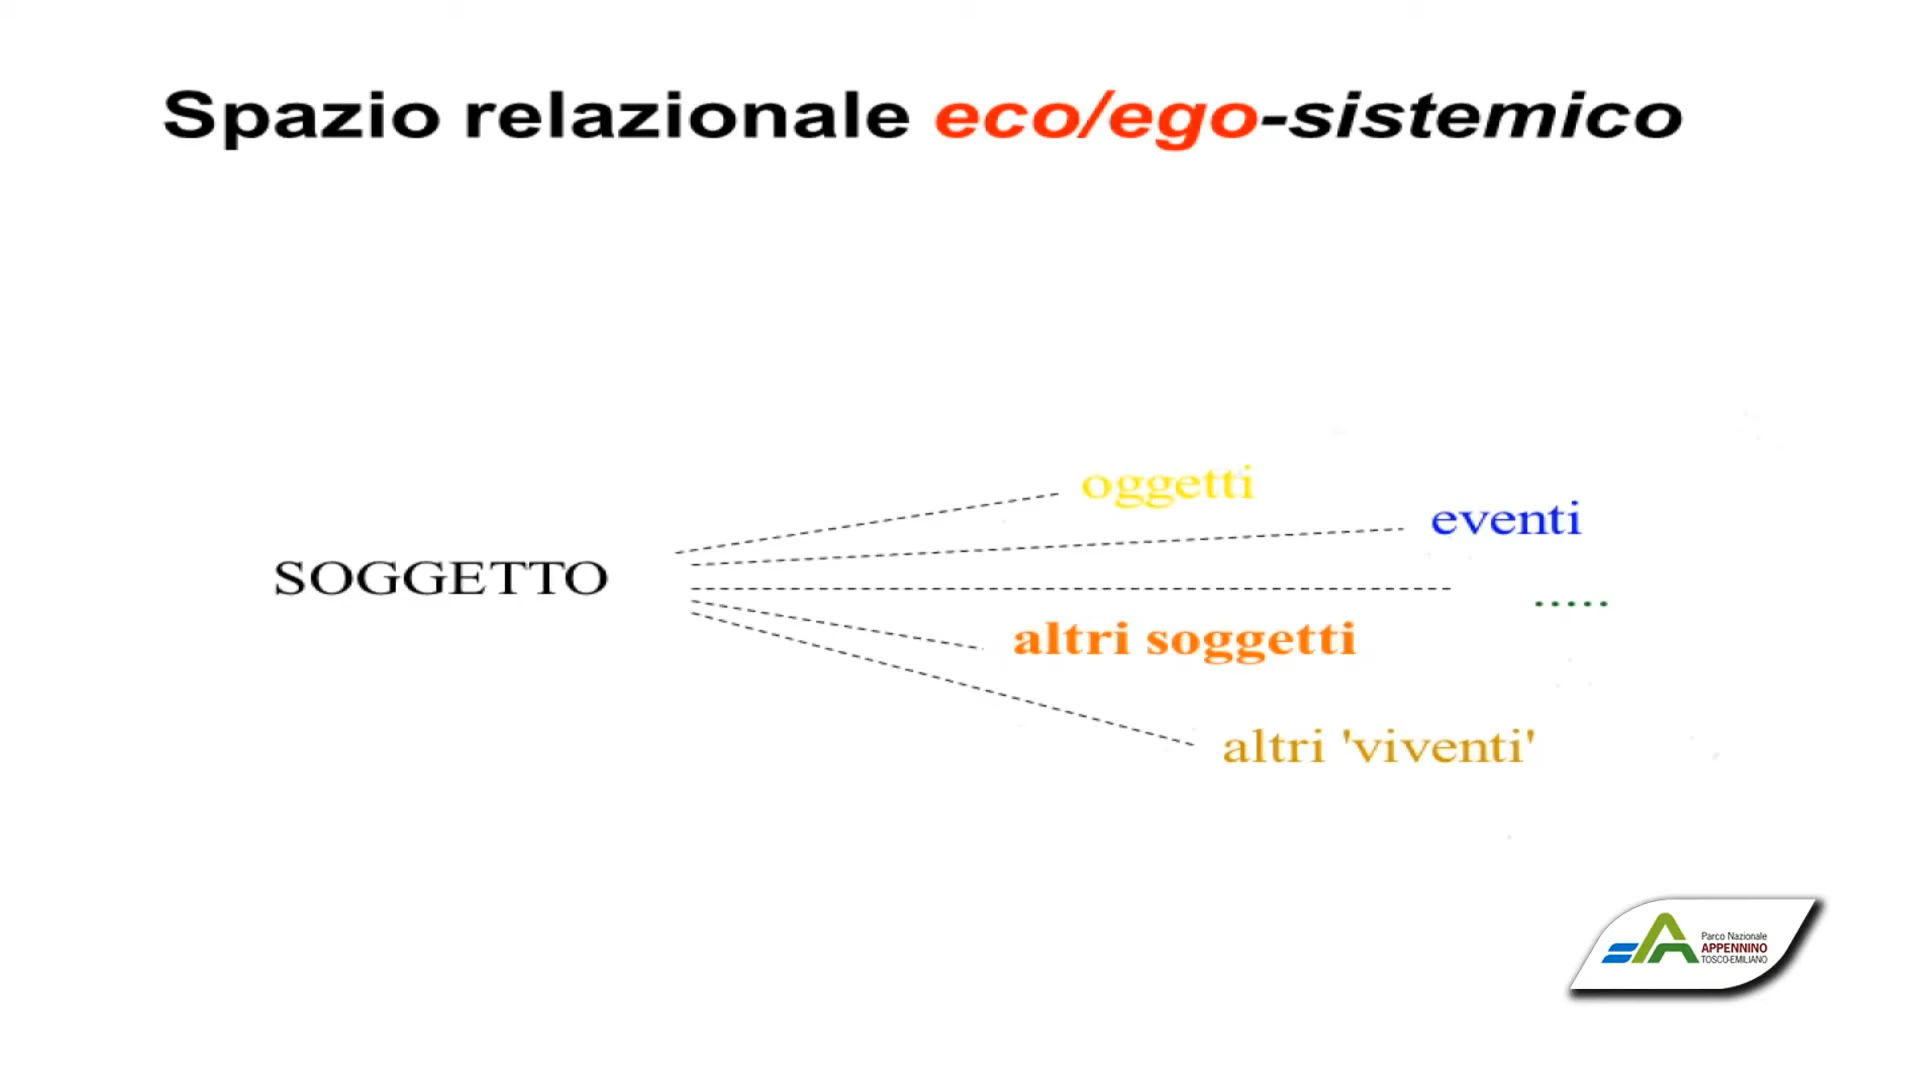 Spazio relazionale eco/ego-sistemico
oggetti
eventi
SOGGETTO
.....
altri soggetti
altri 'viventi'
Parco Nazionale
APPENNINO
TOSCO-EMILIANO